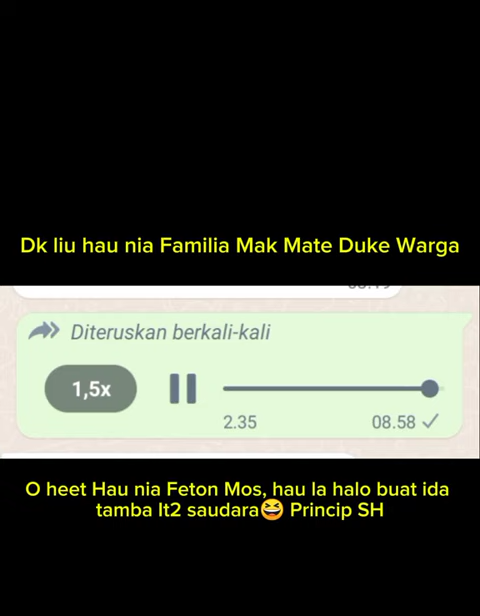 Dk liu hau nia Familia Mak Mate Duke Warga
Diteruskan berkali-kali
1,5x
2.35
08.58
O heet Hau nia Feton Mos, hau la halo buat ida
tamba It2 saudara😆 Princip SH